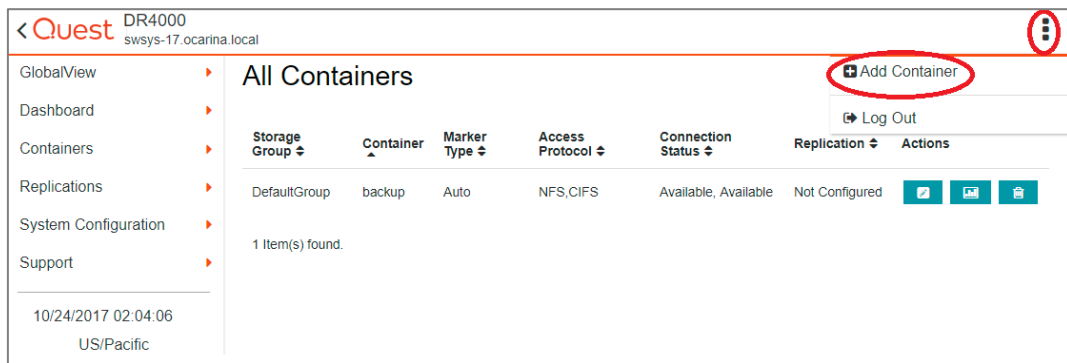 Quest DR4000
swsys-17.ocarina.local
GlobalView
Dashboard
Containers
Replications
System Configuration
Support
10/24/2017 02:04:06
US/Pacific
All Containers
Add Container
Log Out
Storage Group Container Marker Type Access Protocol Connection Status Replication Actions
DefaultGroup backup Auto NFS,CIFS Available, Available Not Configured
1 Item(s) found.